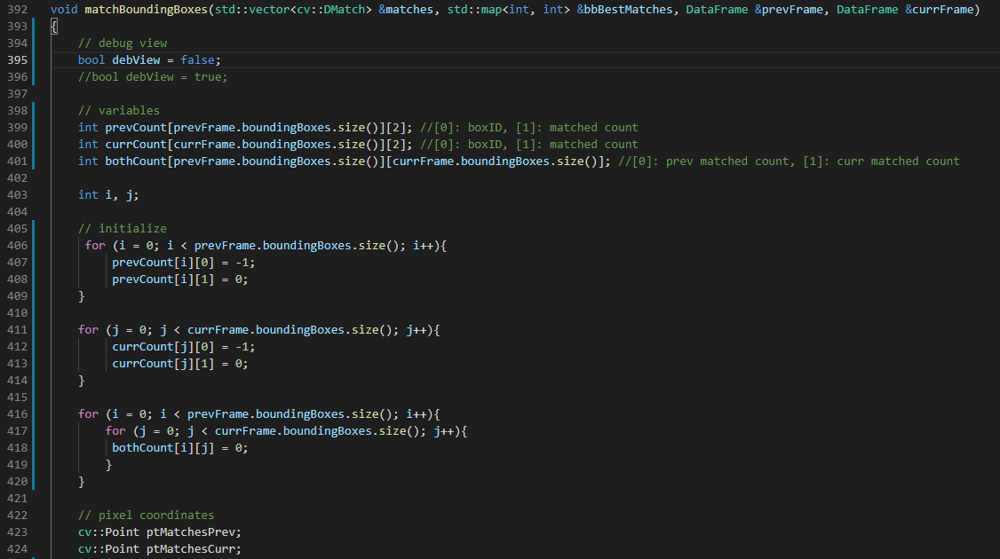 392 void matchBoundingBoxes(std::vector<cv::DMatch> &matches, std::map<int, int> &bbBestMatches, DataFrame &prevFrame, DataFrame &currFrame)
393 {
394     // debug view
395     bool debView = false;
396     //bool debView = true;
397
398     // variables
399     int prevCount[prevFrame.boundingBoxes.size()][2]; //[0]: boxID, [1]: matched count
400     int currCount[currFrame.boundingBoxes.size()][2]; //[0]: boxID, [1]: matched count
401     int bothCount[prevFrame.boundingBoxes.size()][currFrame.boundingBoxes.size()]; //[0]: prev matched count, [1]: curr matched count
402
403     int i, j;
404
405     // initialize
406      for (i = 0; i < prevFrame.boundingBoxes.size(); i++){
407          prevCount[i][0] = -1;
408          prevCount[i][1] = 0;
409     }
410
411     for (j = 0; j < currFrame.boundingBoxes.size(); j++){
412          currCount[j][0] = -1;
413          currCount[j][1] = 0;
414     }
415
416     for (i = 0; i < prevFrame.boundingBoxes.size(); i++){
417         for (j = 0; j < currFrame.boundingBoxes.size(); j++){
418          bothCount[i][j] = 0;
419         }
420     }
421
422     // pixel coordinates
423     cv::Point ptMatchesPrev;
424     cv::Point ptMatchesCurr;